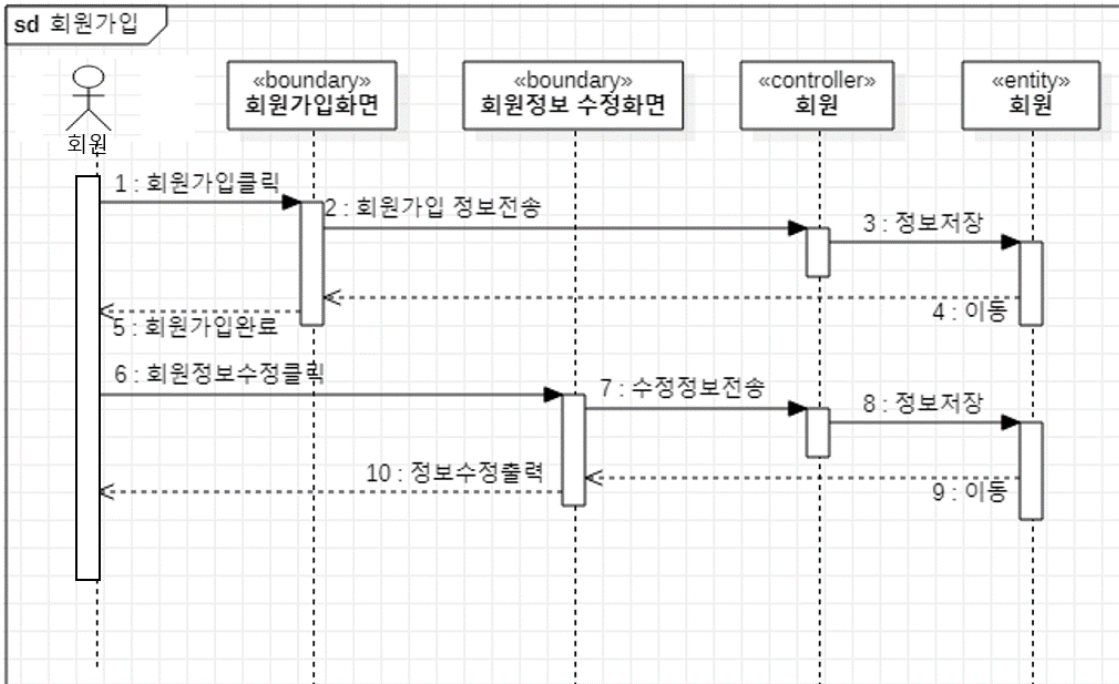 sd 회원가입
회원
«boundary»
회원가입화면
«boundary»
회원정보 수정화면
«controller»
회원
«entity»
회원
1 : 회원가입클릭
2 : 회원가입 정보전송
3 : 정보저장
4 : 이동
5 : 회원가입완료
6 : 회원정보수정클릭
7 : 수정정보전송
8 : 정보저장
9 : 이동
10 : 정보수정출력